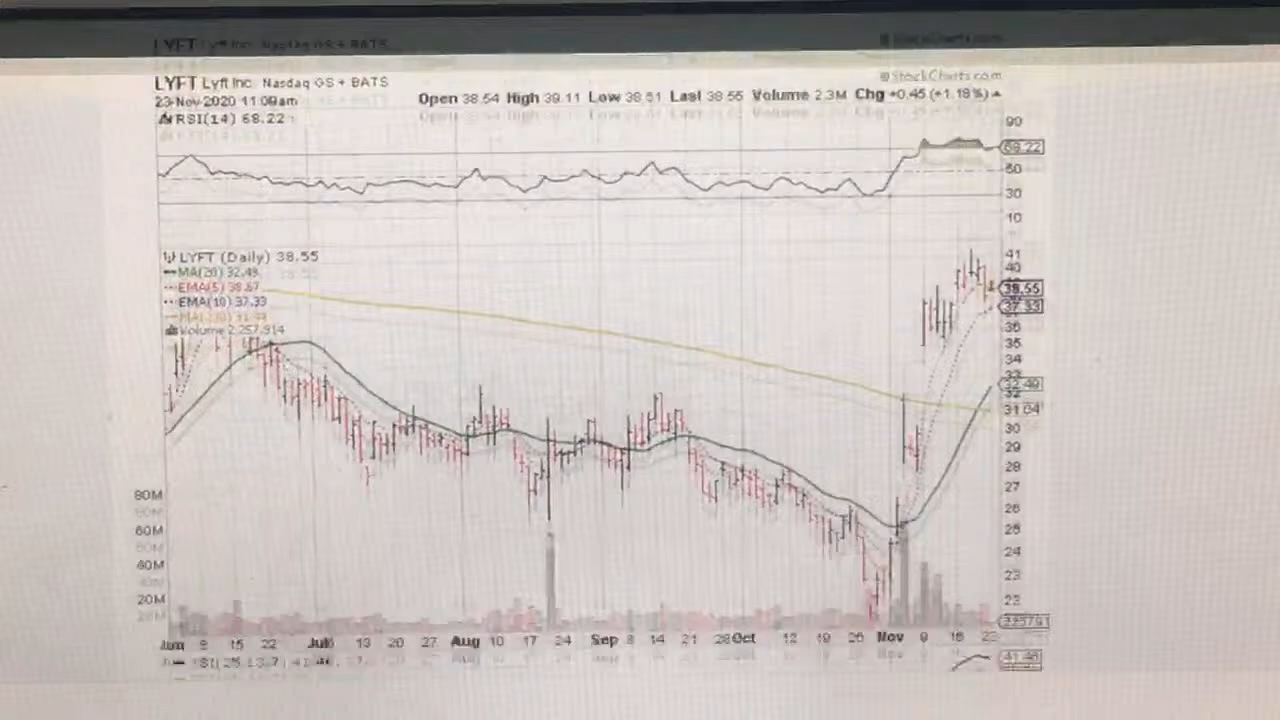 LYFT Lyft Inc. Nasdaq GS + BATS
@StockCharts.com
23-Nov-2020 11:09am
Open 38.54 High 39.11 Low 38.51 Last 38.55 Volume 2.3M Chg +0.45 (+1.18%)
RSI(14) 68.22
90
50
30
10
LYFT (Daily) 38.55
MA(20) 32.49
EMA(5) 38.67
EMA(10) 37.33
Volume 2,257,914
41
40
38.55
37.33
36
35
34
33
32.49
32
31.04
30
29
28
27
26
25
24
23
22
80M
60M
40M
20M
Jun 8 15 22 Jul 13 20 27 Aug 10 17 24 Sep 8 14 21 28 Oct 12 19 26 Nov 9 16 23